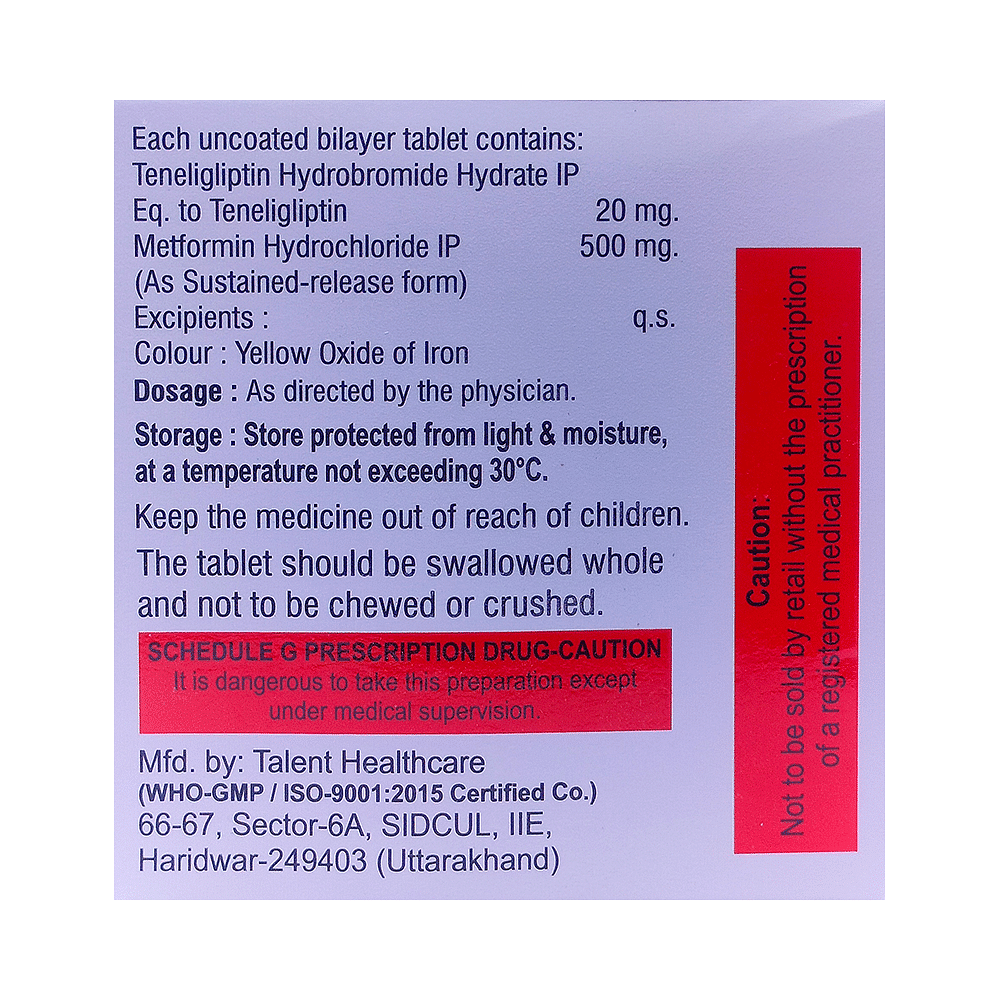 Each uncoated bilayer tablet contains:
Teneligliptin Hydrobromide Hydrate IP
Eq. to Teneligliptin 20 mg.
Metformin Hydrochloride IP 500 mg.
(As Sustained-release form)
Excipients : q.s.
Colour : Yellow Oxide of Iron
Dosage : As directed by the physician.
Storage : Store protected from light & moisture,
at a temperature not exceeding 30°C.
Keep the medicine out of reach of children.
The tablet should be swallowed whole
and not to be chewed or crushed.
SCHEDULE G PRESCRIPTION DRUG-CAUTION
It is dangerous to take this preparation except
under medical supervision.
Mfd. by: Talent Healthcare
(WHO-GMP / ISO-9001:2015 Certified Co.)
66-67, Sector-6A, SIDCUL, IIE,
Haridwar-249403 (Uttarakhand)
Caution:
Not to be sold by retail without the prescription
of a registered medical practitioner.